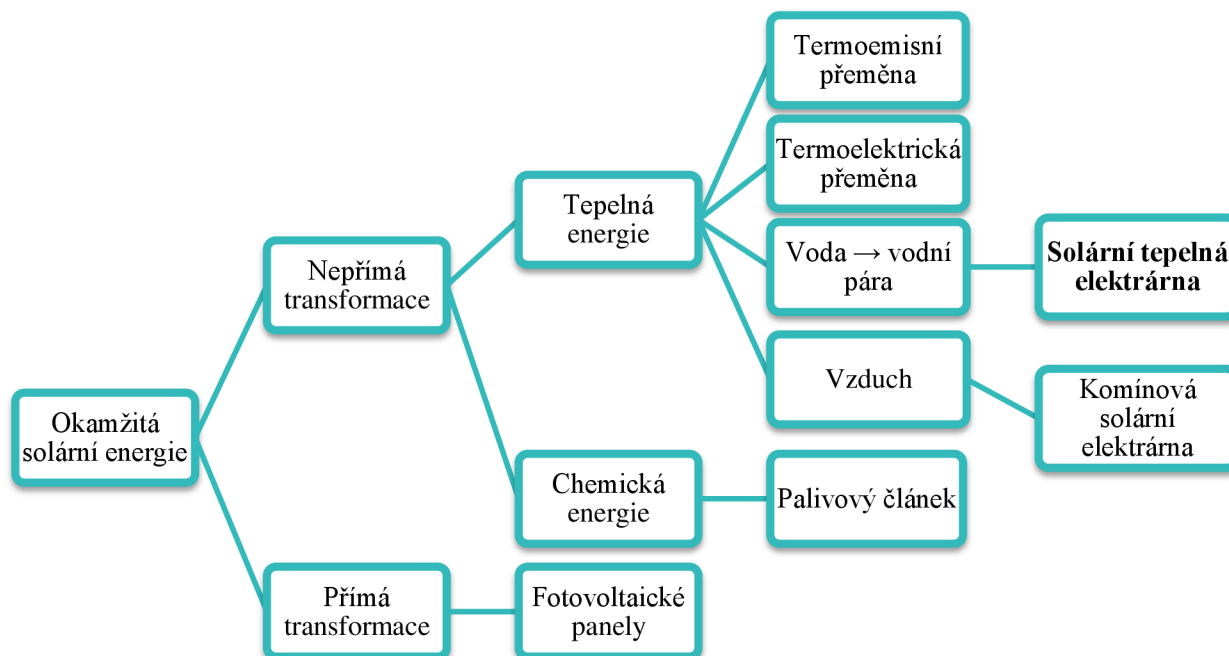 Termoemisní
přeměna
Termoelektrická
přeměna
Tepelná
energie
Voda → vodní
pára
Solární tepelná
elektrárna
Nepřímá
transformace
Vzduch
Komínová
solární
elektrárna
Okamžitá
solární energie
Chemická
energie
Palivový článek
Přímá
transformace
Fotovoltaické
panely